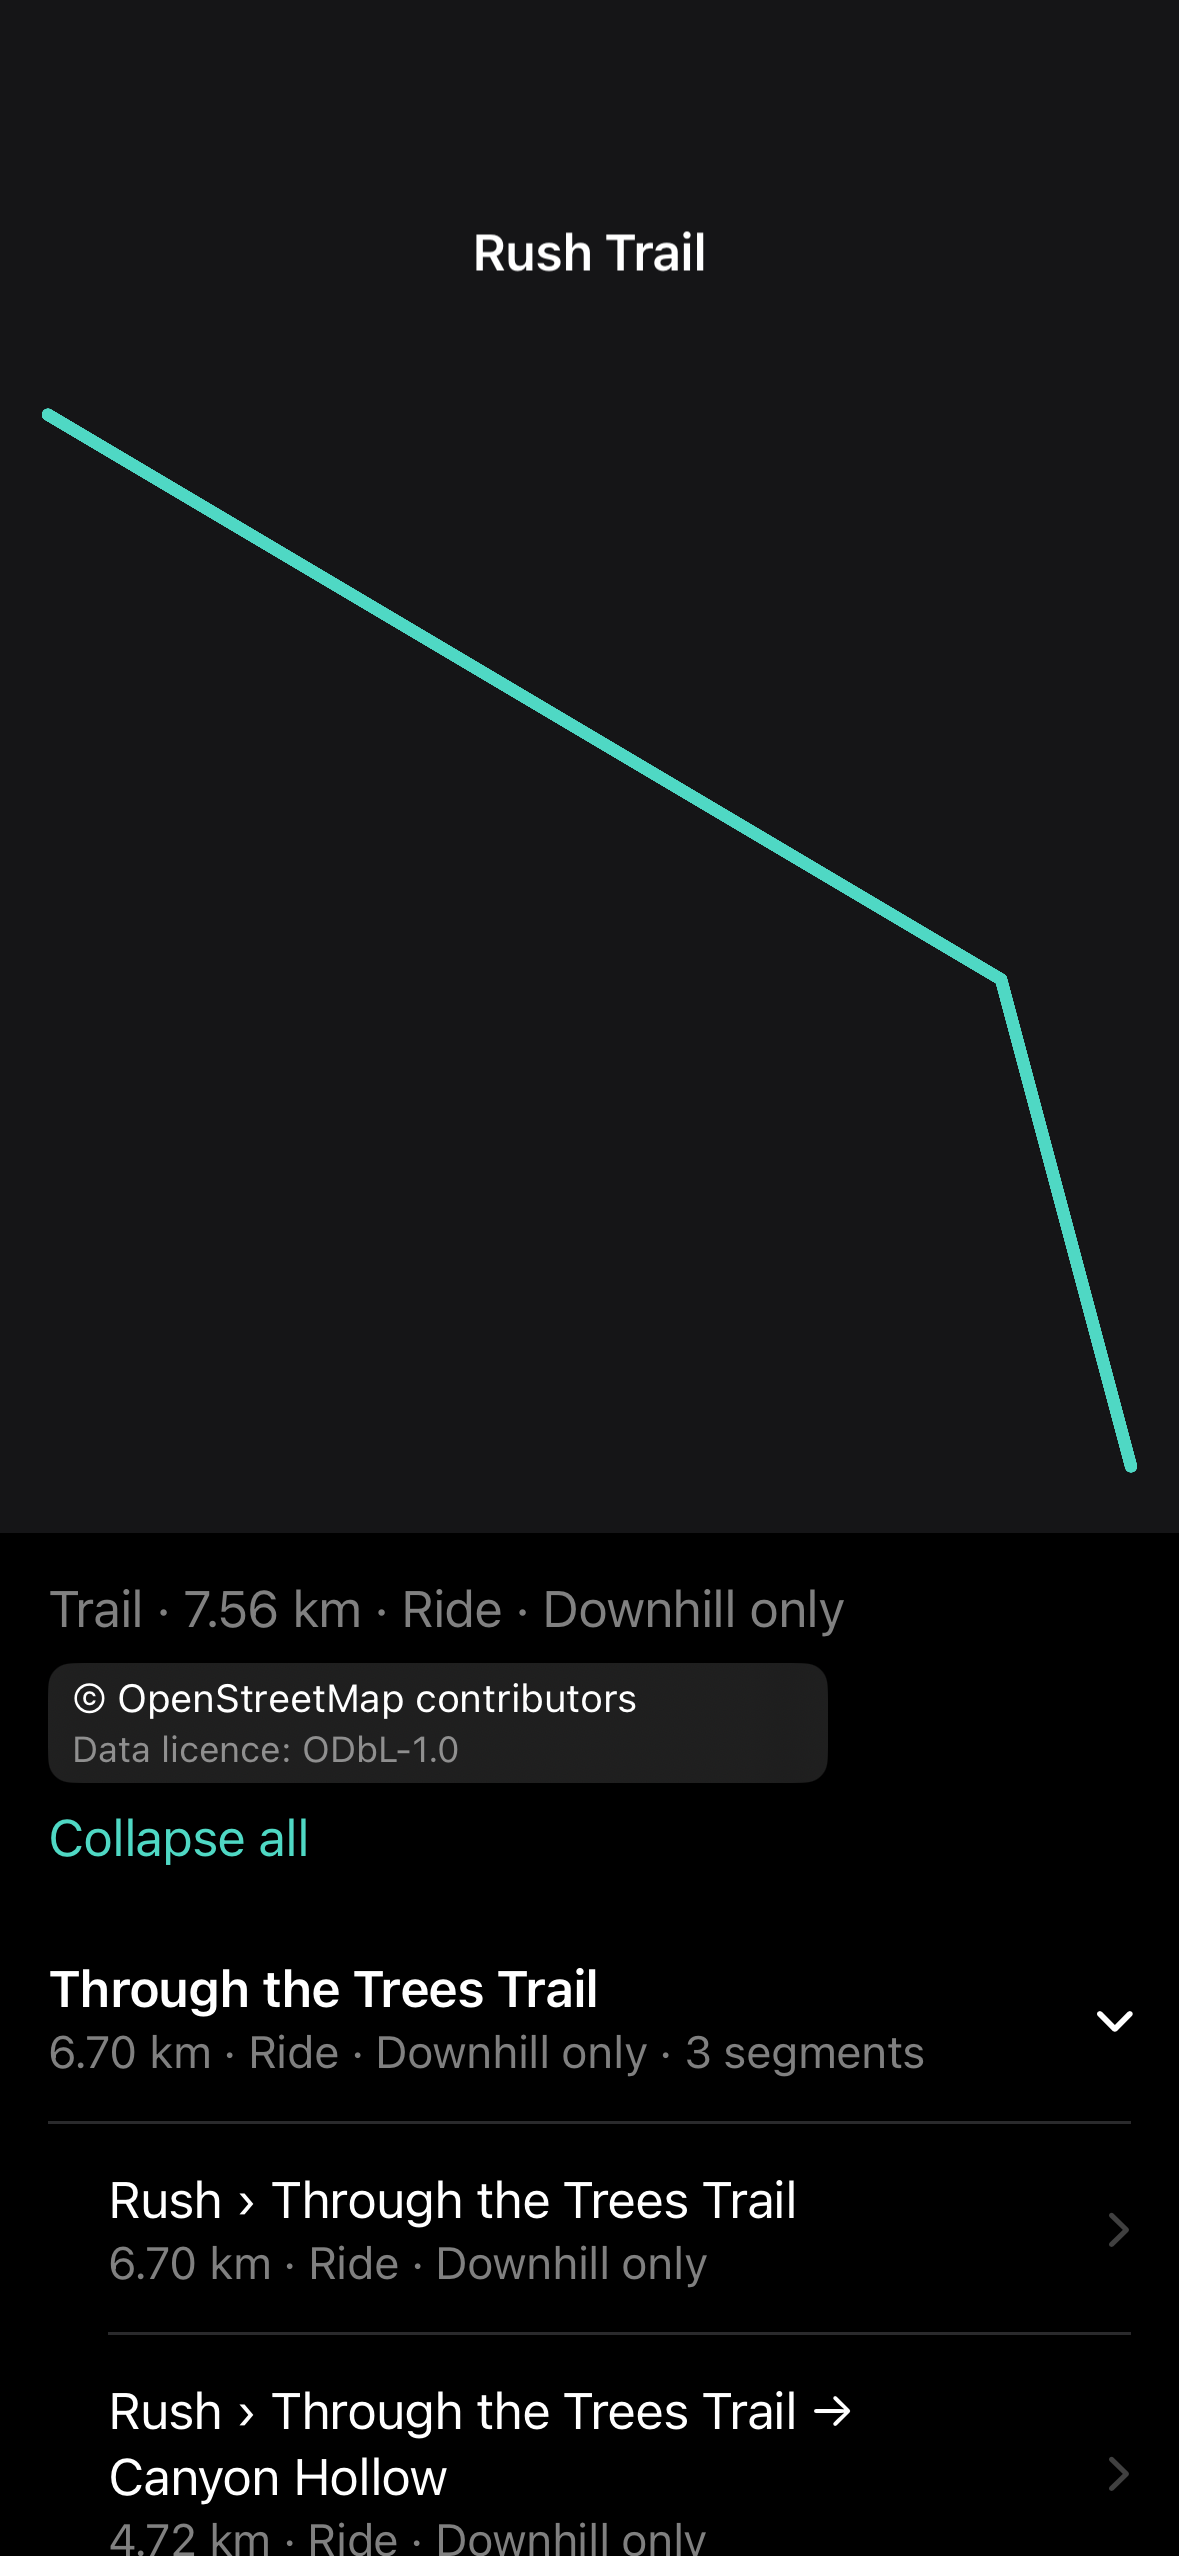 Rush Trail
Trail · 7.56 km · Ride · Downhill only
© OpenStreetMap contributors
Data licence: ODbL-1.0
Collapse all
Through the Trees Trail
6.70 km · Ride · Downhill only · 3 segments
Rush › Through the Trees Trail
6.70 km · Ride · Downhill only
Rush › Through the Trees Trail →
Canyon Hollow
4.72 km · Ride · Downhill only